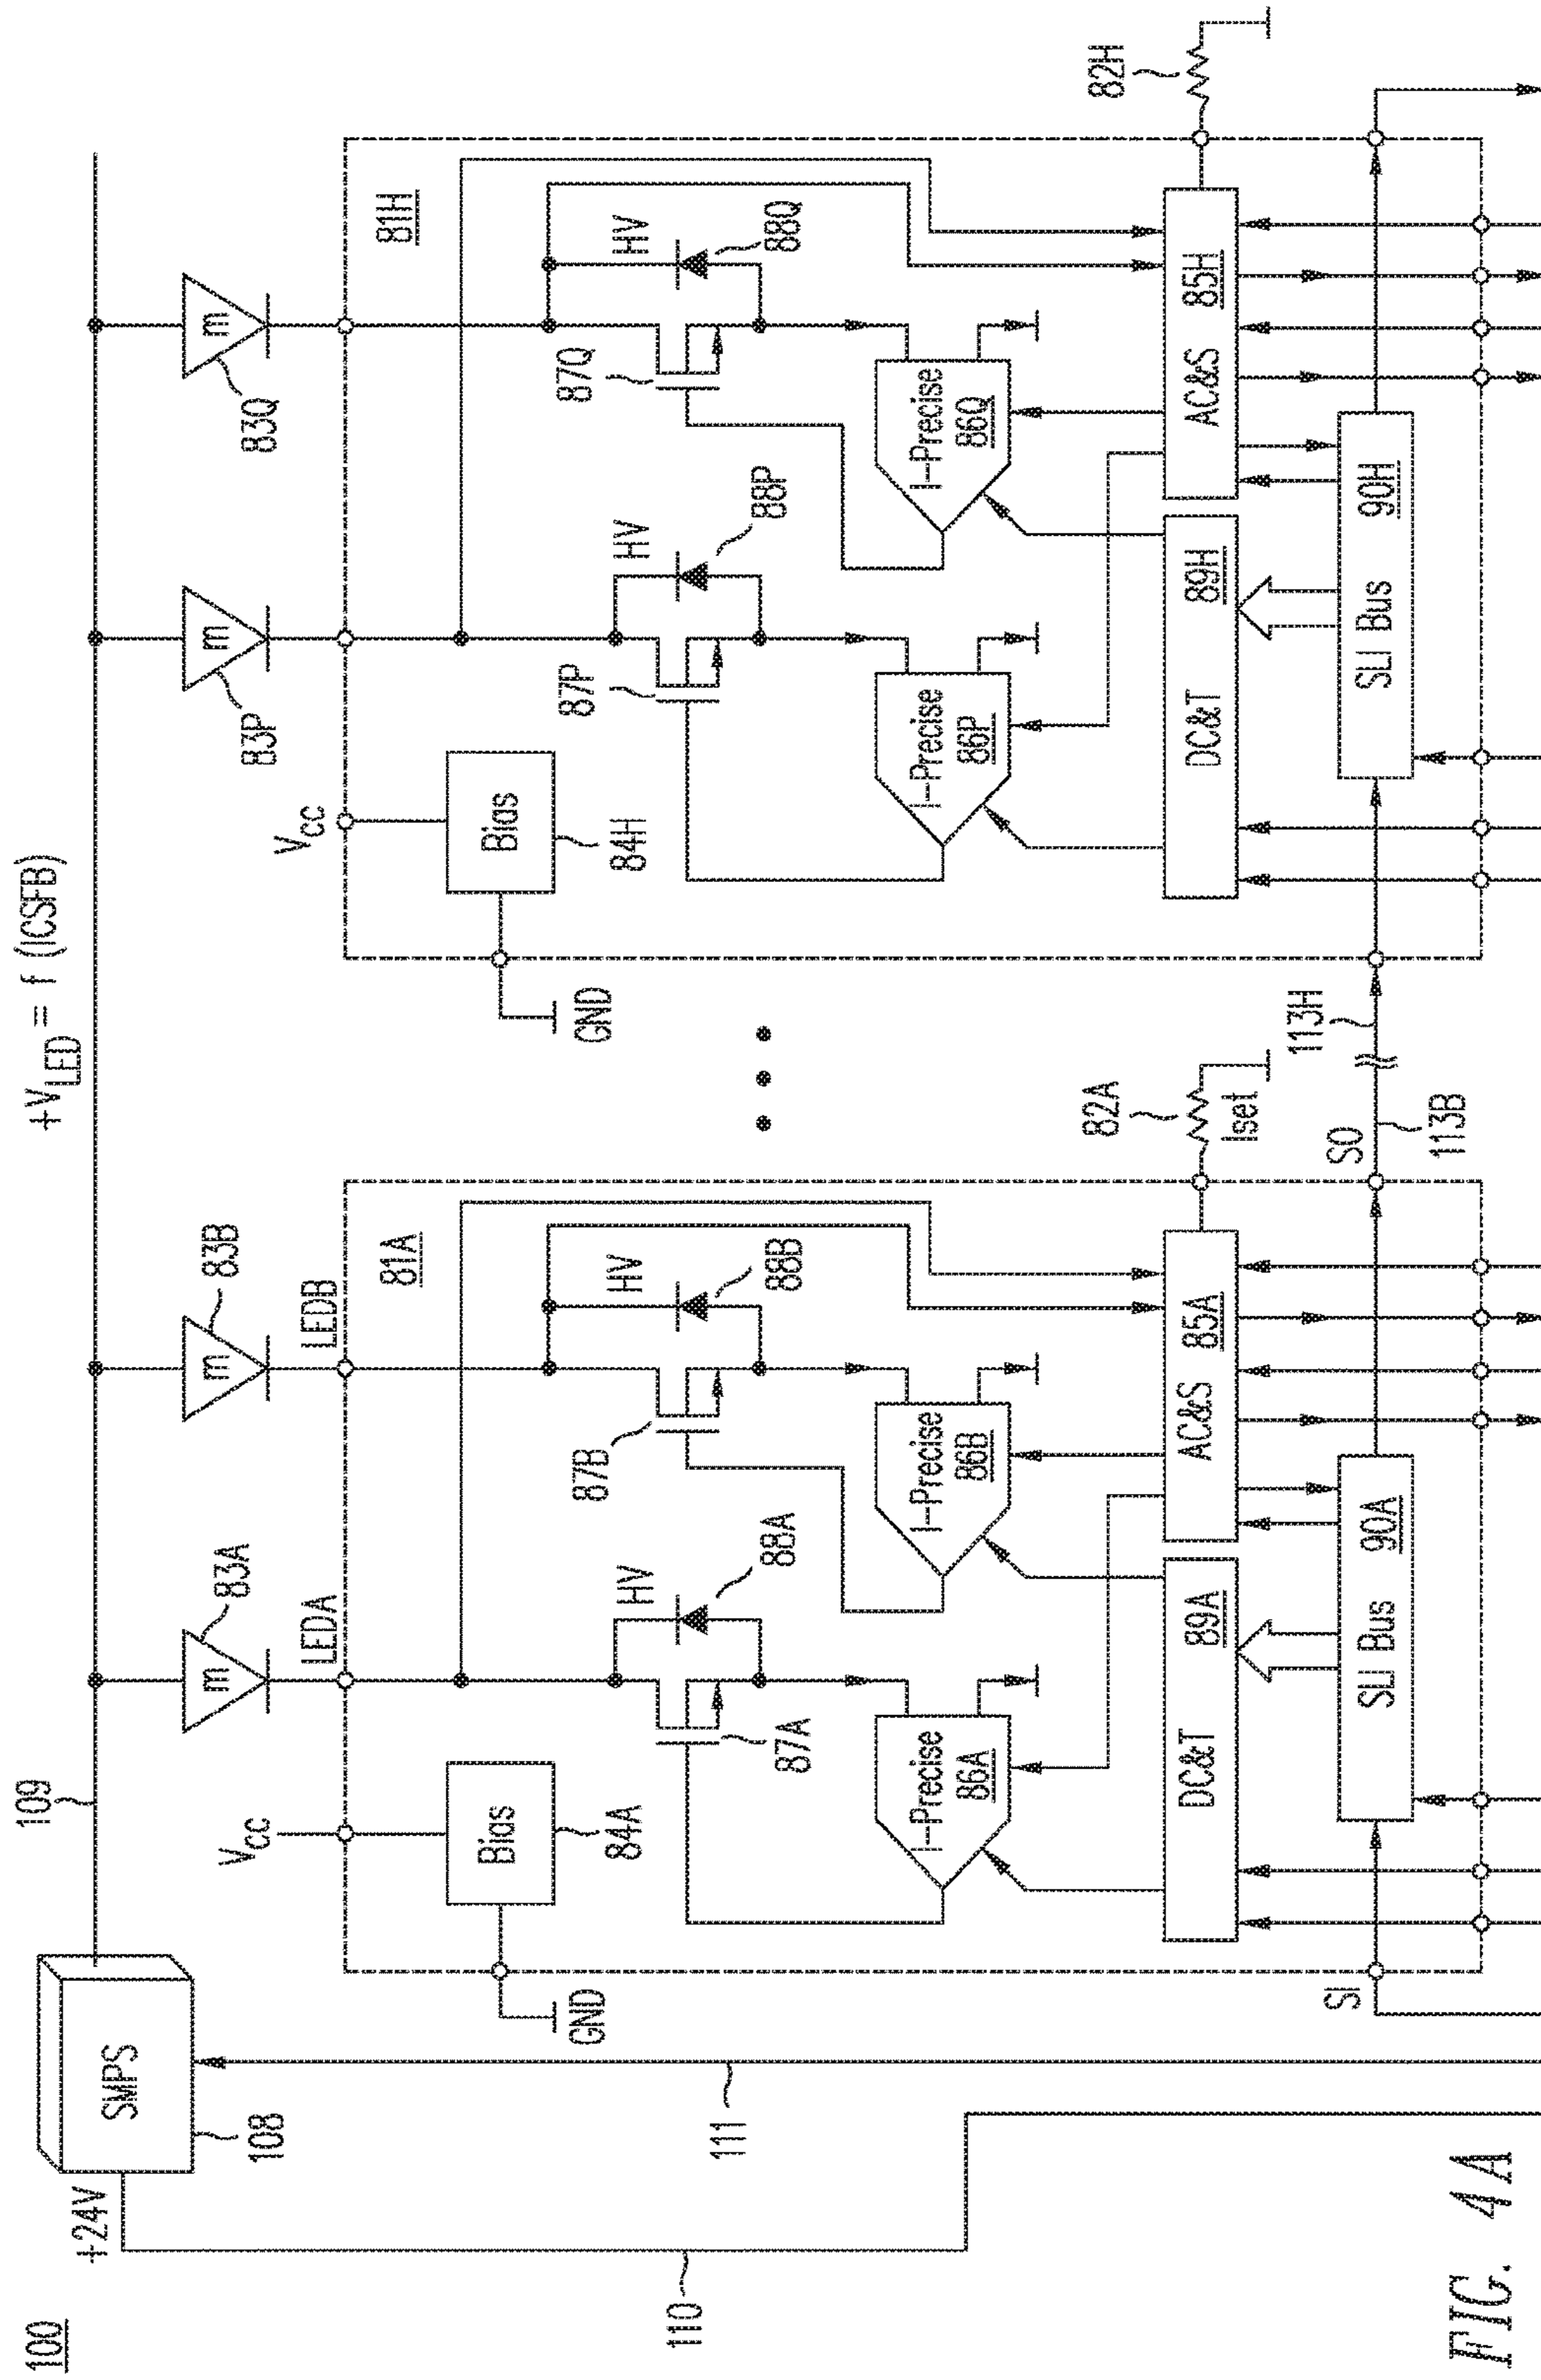 100
+24V
SMPS
108
109
+VLED = f (ICSFB)
110
111
83A
m
83B
m
83P
m
83Q
m
LEDA
LEDB
VCC
81A
VCC
81H
Bias
84A
GND
Bias
84H
GND
87A
HV
88A
87B
HV
88B
87P
HV
88P
87Q
HV
88Q
I-Precise
86A
I-Precise
86B
I-Precise
86P
I-Precise
86Q
DC&T
89A
AC&S
85A
82A
Iset
DC&T
89H
AC&S
85H
82H
SI
SLI Bus
90A
SO
113B
113H
SLI Bus
90H
FIG. 4A